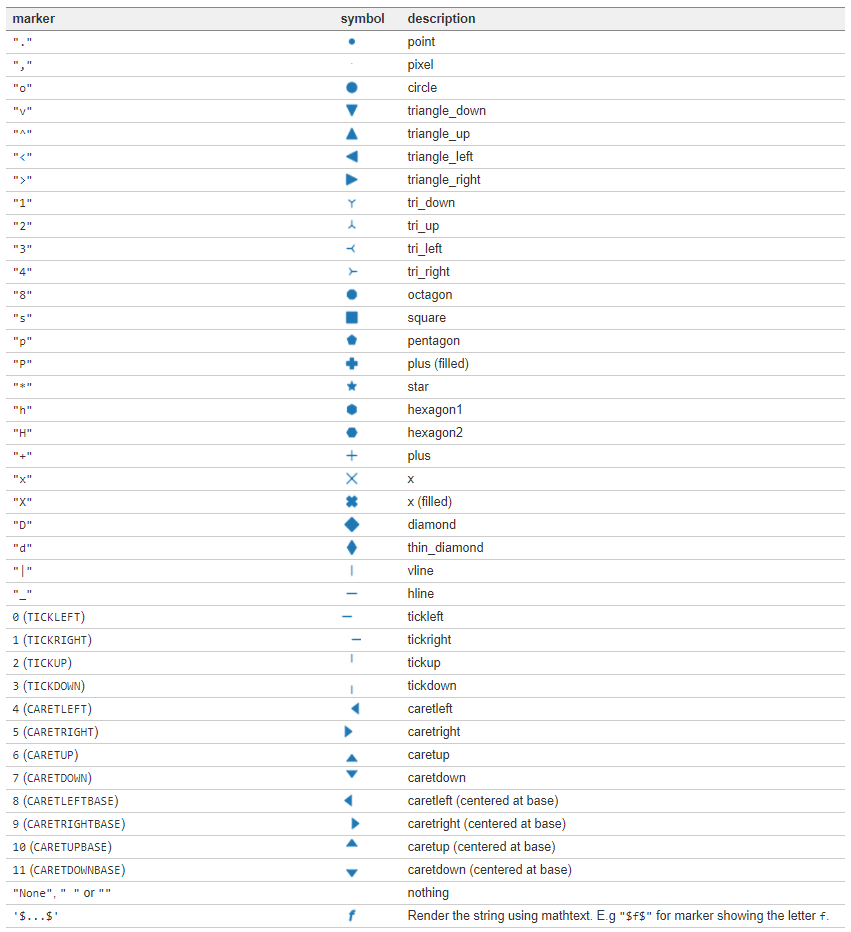 marker symbol description
"." point
"," pixel
"o" circle
"v" triangle_down
"^" triangle_up
"<" triangle_left
">" triangle_right
"1" tri_down
"2" tri_up
"3" tri_left
"4" tri_right
"8" octagon
"s" square
"p" pentagon
"P" plus (filled)
"*" star
"h" hexagon1
"H" hexagon2
"+" plus
"x" x
"X" x (filled)
"D" diamond
"d" thin_diamond
"|" vline
"_" hline
0 (TICKLEFT) tickleft
1 (TICKRIGHT) tickright
2 (TICKUP) tickup
3 (TICKDOWN) tickdown
4 (CARETLEFT) caretleft
5 (CARETRIGHT) caretright
6 (CARETUP) caretup
7 (CARETDOWN) caretdown
8 (CARETLEFTBASE) caretleft (centered at base)
9 (CARETRIGHTBASE) caretright (centered at base)
10 (CARETUPBASE) caretup (centered at base)
11 (CARETDOWNBASE) caretdown (centered at base)
"None", " " or "" nothing
'$...$' f Render the string using mathtext. E.g "$f$" for marker showing the letter f.